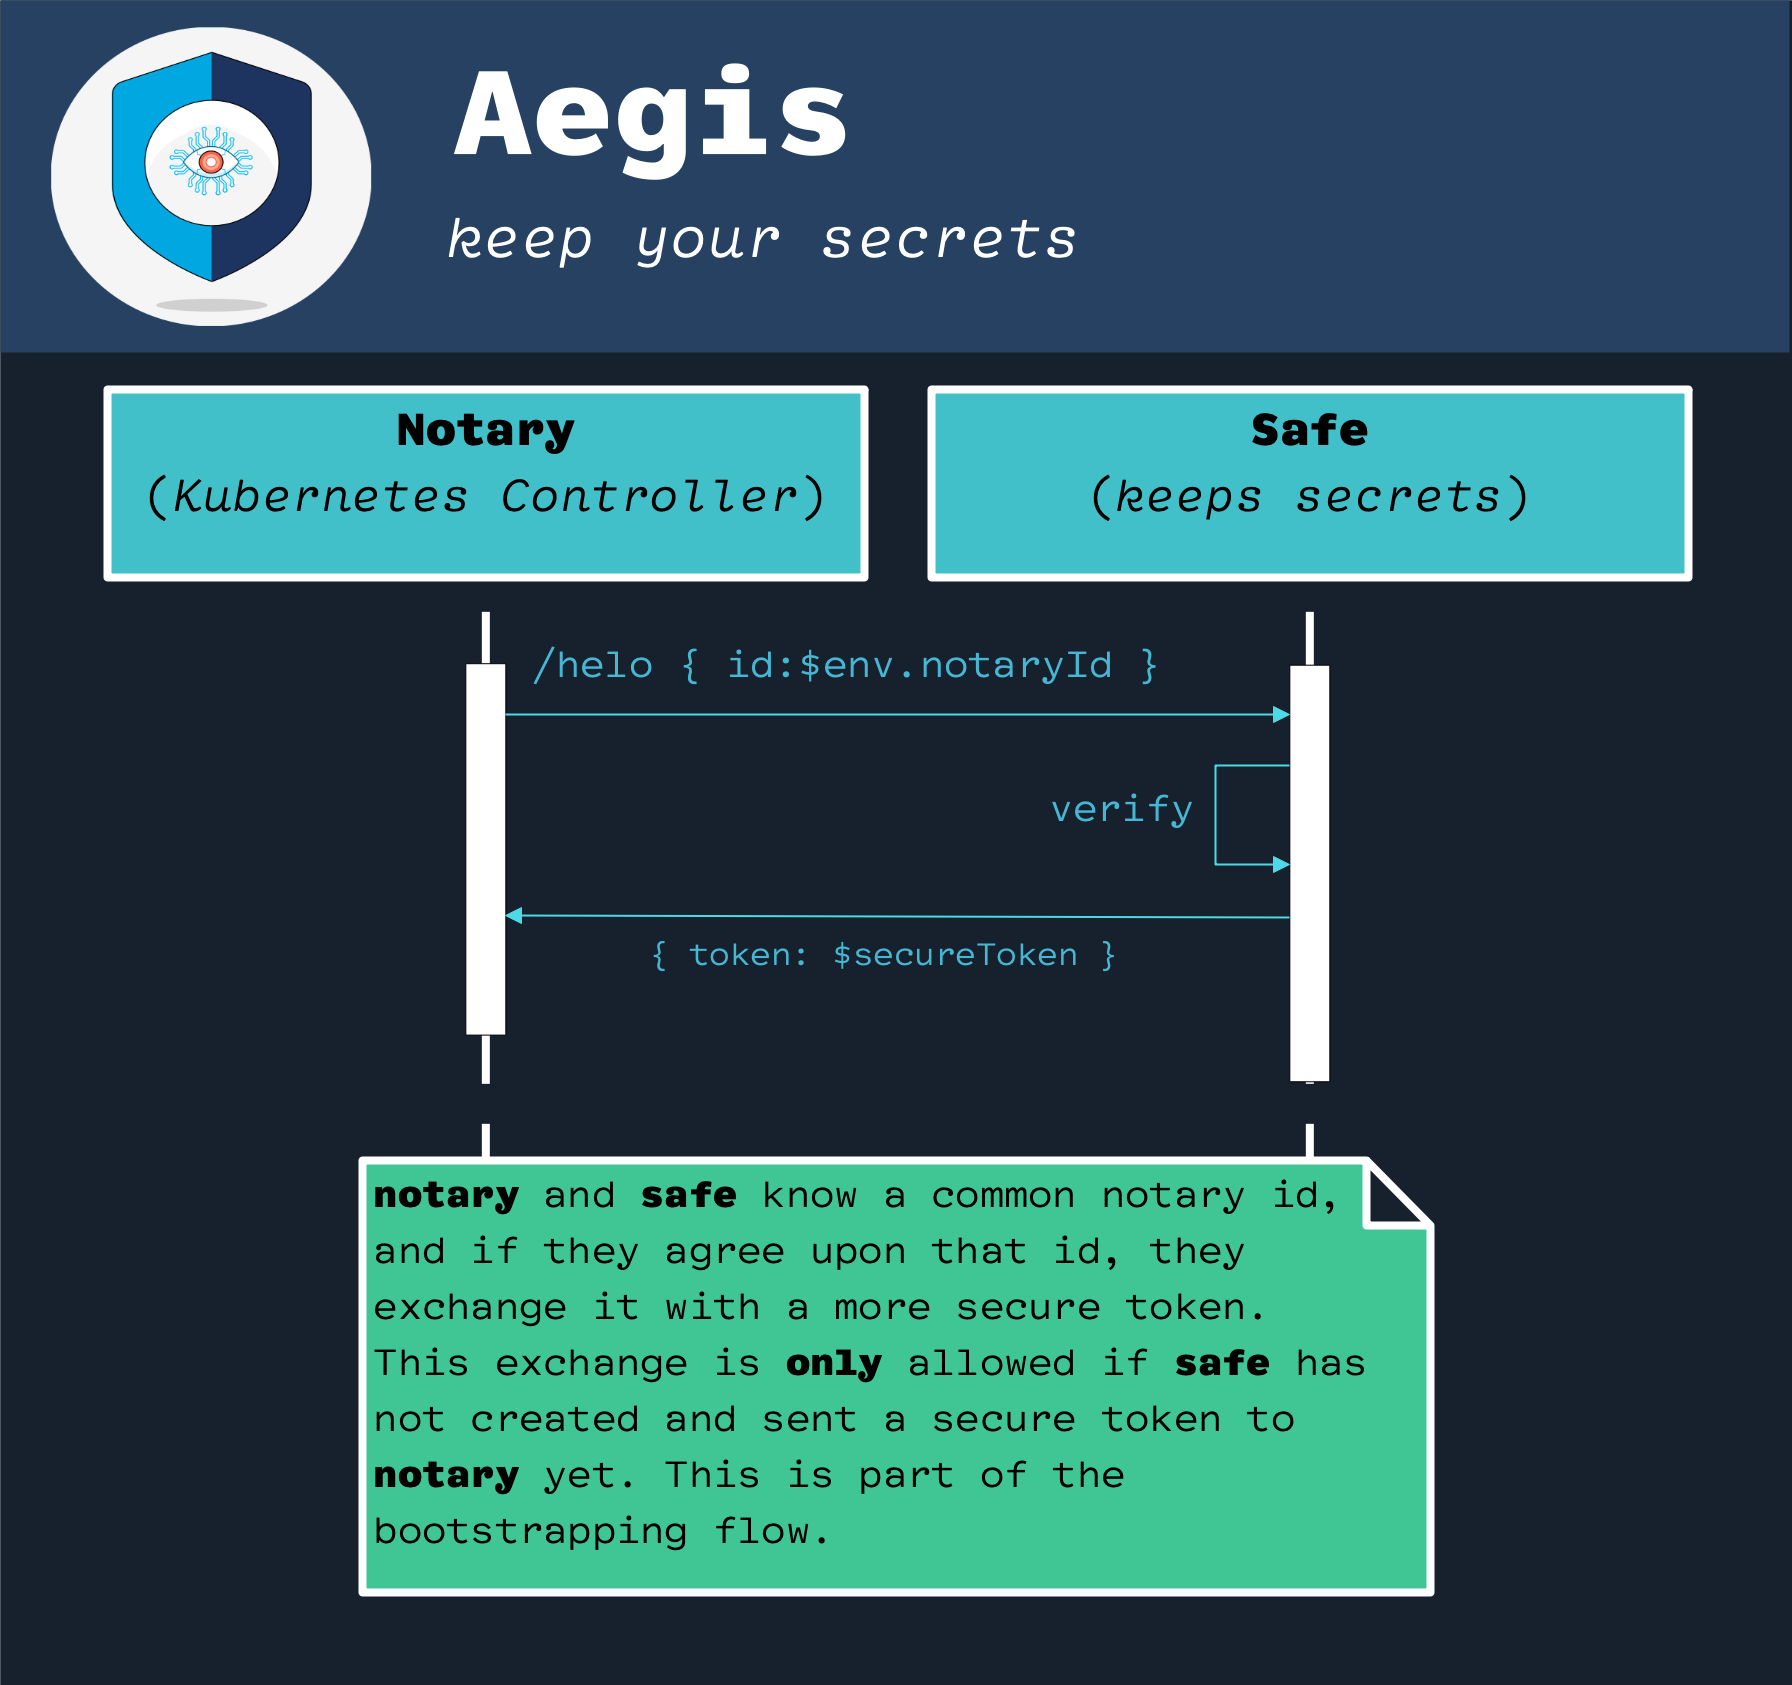 Aegis
keep your secrets
Notary
(Kubernetes Controller)
Safe
(keeps secrets)
/helo { id:$env.notaryId }
verify
{ token: $secureToken }
notary and safe know a common notary id,
and if they agree upon that id, they
exchange it with a more secure token.
This exchange is only allowed if safe has
not created and sent a secure token to
notary yet. This is part of the
bootstrapping flow.